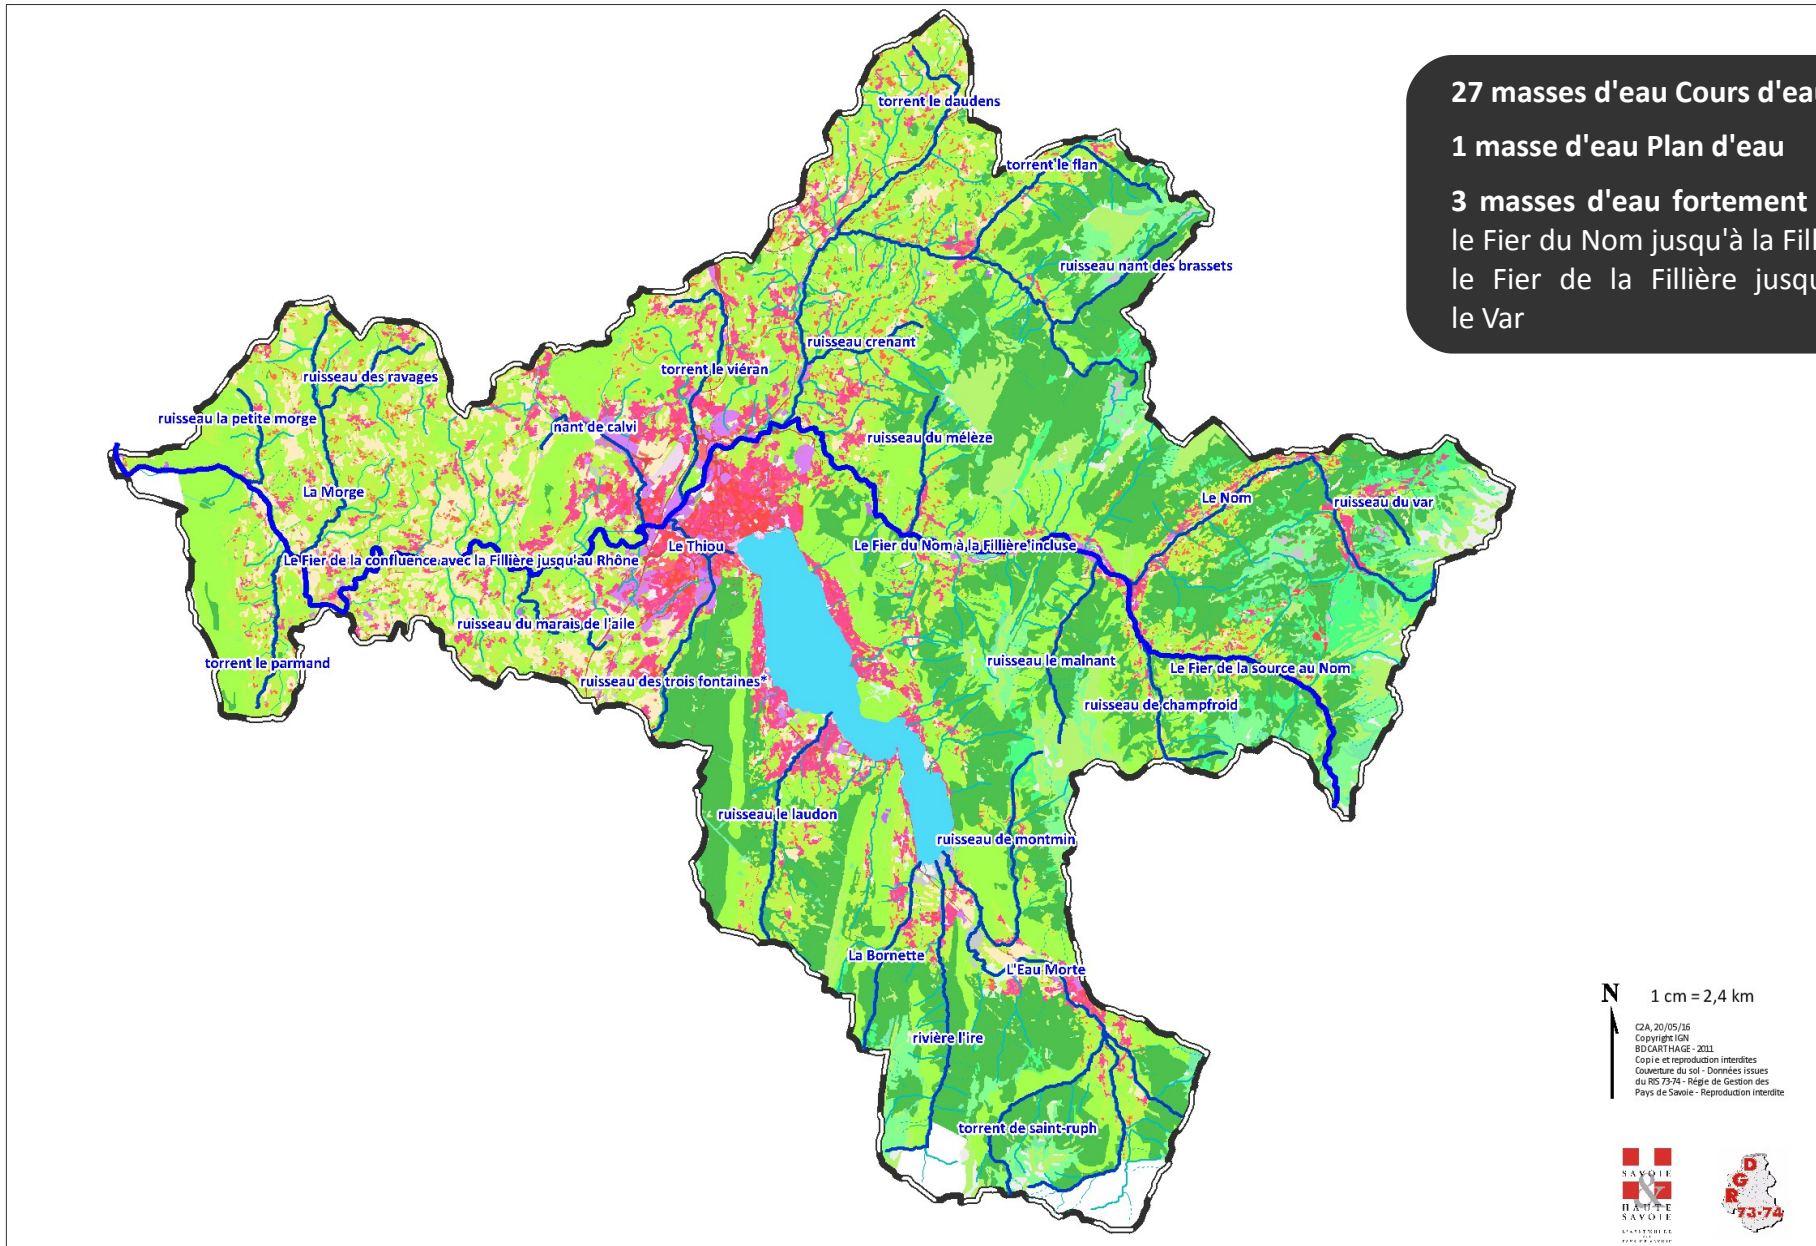 27 masses d'eau Cours d'eau
1 masse d'eau Plan d'eau
3 masses d'eau fortement
le Fier du Nom jusqu'à la Fill
le Fier de la Fillière jusqu
le Var
torrent le daudens
torrent le flan
ruisseau nant des brassets
ruisseau crenant
torrent le viéran
ruisseau des ravages
ruisseau la petite morge
nant de calvi
ruisseau du mélèze
La Morge
Le Nom
ruisseau du var
Le Thiou
Le Fier du Nom à la Fillière incluse
Le Fier de la confluence avec la Fillière jusqu'au Rhône
ruisseau du marais de l'aile
torrent le parmand
ruisseau des trois fontaines*
ruisseau le malnant
Le Fier de la source au Nom
ruisseau de champfroid
ruisseau le laudon
ruisseau de montmin
La Bornette
L'Eau Morte
rivière l'ire
torrent de saint-ruph
N
1 cm = 2,4 km
C2A, 20/05/16
Copyright IGN
BDCARTHAGE - 2011
Copie et reproduction interdites
Couverture du sol - Données issues
du RIS 73-74 - Régie de Gestion des
Pays de Savoie - Reproduction interdite
SAVOIE
&
HAUTE
SAVOIE
D
G
R
73-74